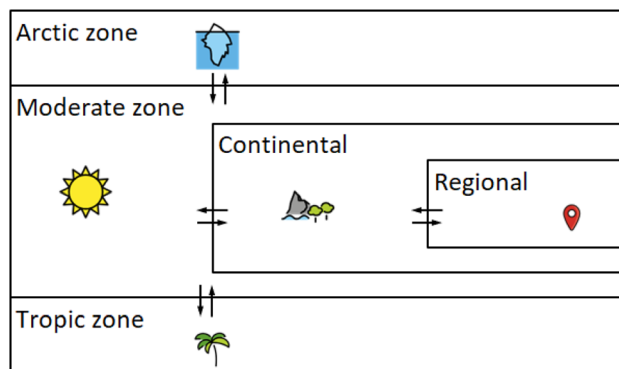 Arctic zone
Moderate zone
Continental
Regional
Tropic zone